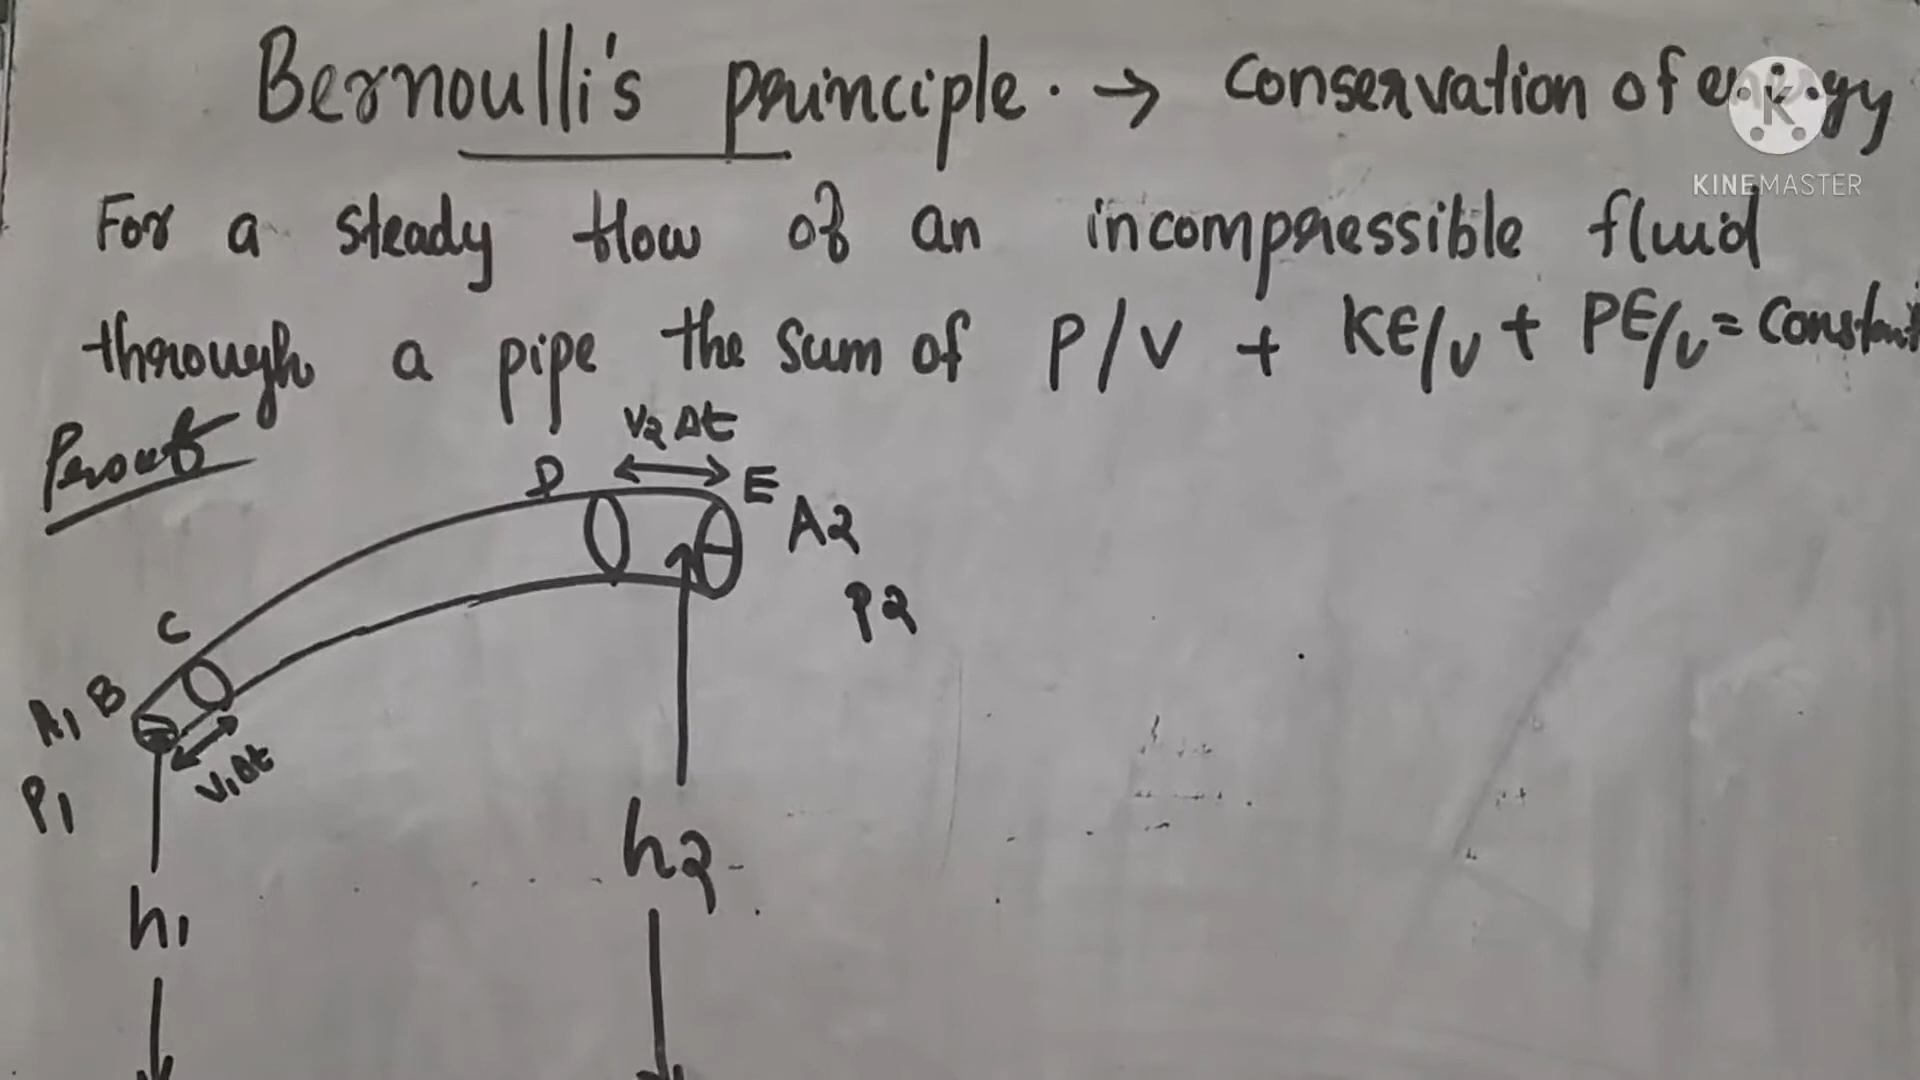 Bernoulli's principle. → Conservation of energy
KINEMASTER
For a steady flow of an incompressible fluid
through a pipe the sum of P/V + KE/V + PE/V = Constant
Proof
V2 Δt
D
E
A2
P2
C
A1 B
V1Δt
P1
h2
h1